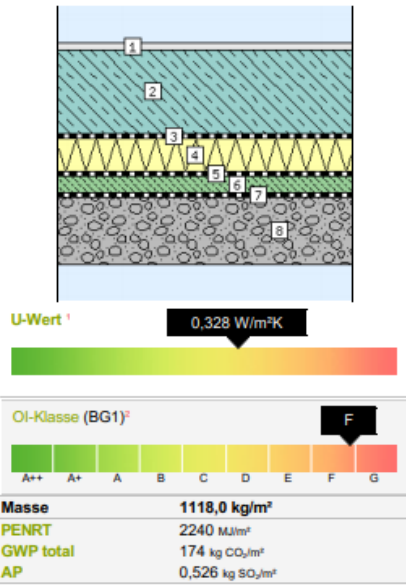 1
2
3
4
5
6
7
8
U-Wert ¹
0,328 W/m²K
OI-Klasse (BG1)²
F
A++ A+ A B C D E F G
Masse 1118,0 kg/m²
PENRT 2240 MJ/m²
GWP total 174 kg CO₂/m²
AP 0,526 kg SO₂/m²